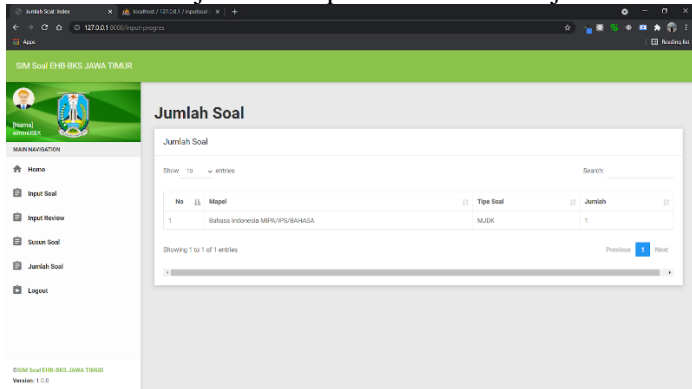 Jumlah Soal: Index
localhost / 127.0.0.1 / inputsoal
127.0.0.1:8000/input-progres
Apps
Reading list
SIM Soal EHB-BKS JAWA TIMUR
[Nama]
MAIN NAVIGATION
Home
Input Soal
Input Review
Susun Soal
Jumlah Soal
Logout
©SIM Soal EHB-BKS JAWA TIMUR
Version 1.0.0
Jumlah Soal
Jumlah Soal
Show 10 entries
Search:
No Mapel Tipe Soal Jumlah
1 Bahasa Indonesia MIPA/IPS/BAHASA MJDK 1
Showing 1 to 1 of 1 entries
Previous 1 Next